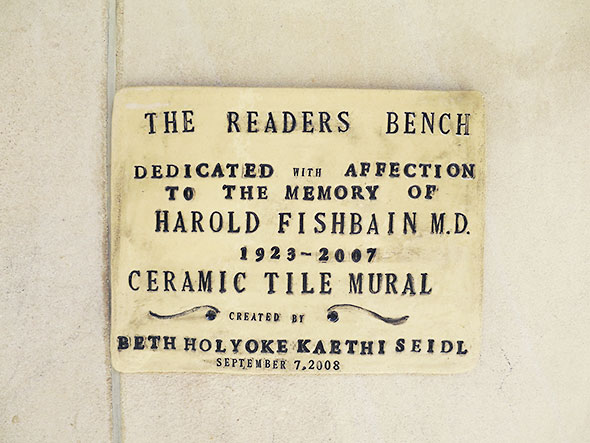 THE READERS BENCH
DEDICATED WITH AFFECTION
TO THE MEMORY OF
HAROLD FISHBAIN M.D.
1923-2007
CERAMIC TILE MURAL
CREATED BY
BETH HOLYOKE KAETHI SEIDL
SEPTEMBER 7, 2008